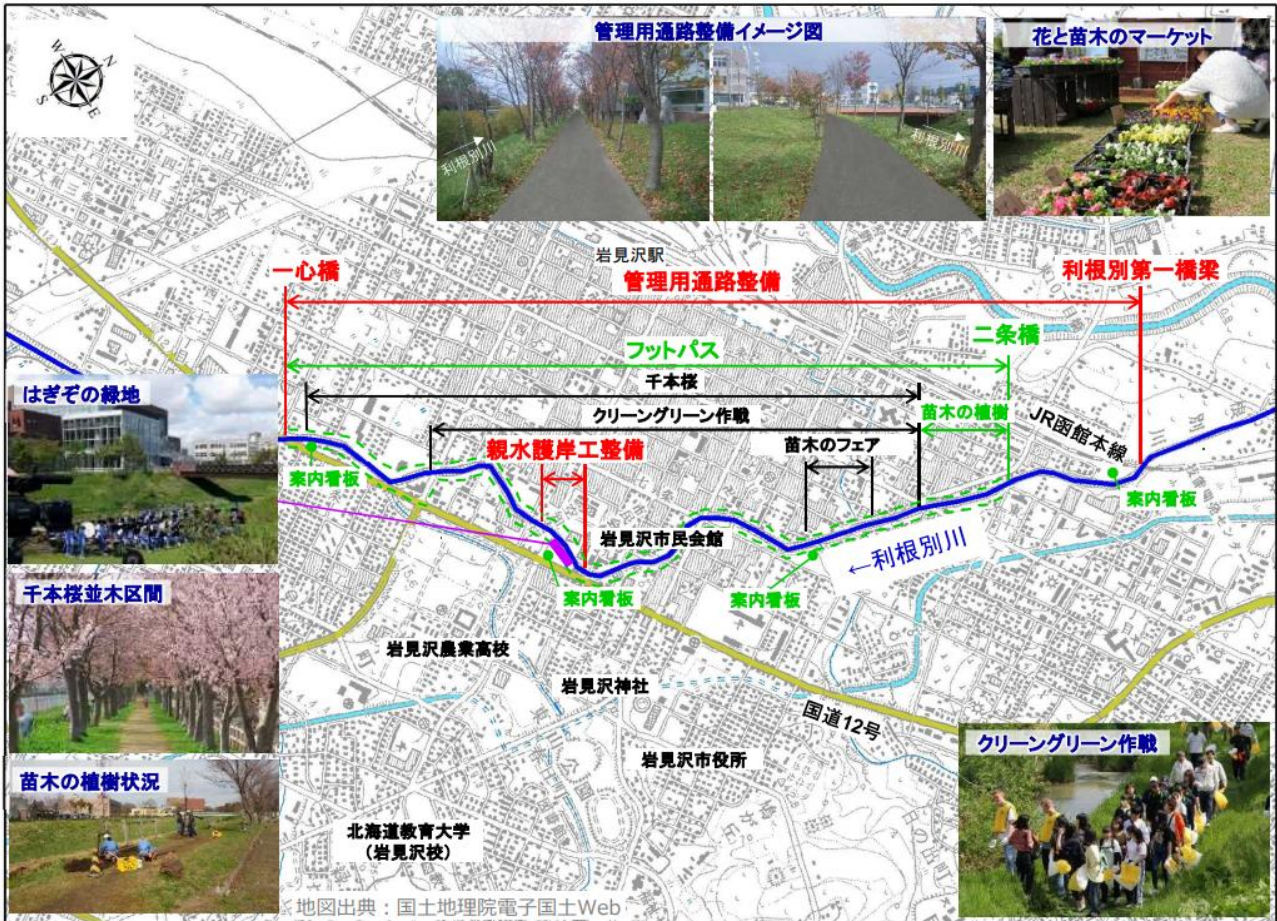 管理用通路整備イメージ図
花と苗木のマーケット
W
N
S
E
利根別川
利根別川
岩見沢駅
一心橋
管理用通路整備
利根別第一橋梁
二条橋
フットパス
千本桜
はぎぞの緑地
クリーングリーン作戦
苗木の植樹
JR函館本線
親水護岸工整備
苗木のフェア
案内看板
案内看板
岩見沢市民会館
←利根別川
千本桜並木区間
案内看板
案内看板
岩見沢農業高校
岩見沢神社
国道12号
クリーングリーン作戦
岩見沢市役所
苗木の植樹状況
北海道教育大学
(岩見沢校)
地図出典:国土地理院電子国土Web